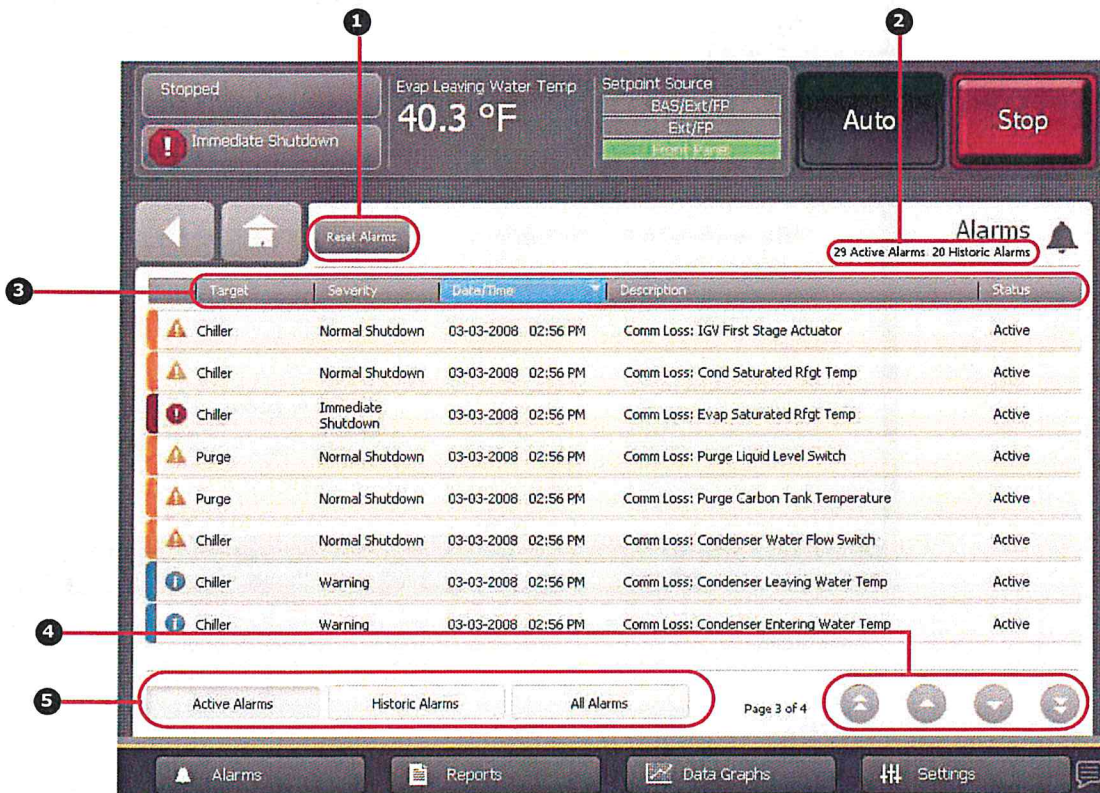 1
2
Stopped
Immediate Shutdown
Evap Leaving Water Temp
40.3 °F
Setpoint Source
BAS/Ext/FP
Ext/FP
Front Panel
Auto
Stop
Reset Alarms
Alarms
29 Active Alarms 20 Historic Alarms
3
Target Severity Date/Time Description Status
Chiller Normal Shutdown 03-03-2008 02:56 PM Comm Loss: IGV First Stage Actuator Active
Chiller Normal Shutdown 03-03-2008 02:56 PM Comm Loss: Cond Saturated Rfgt Temp Active
Chiller Immediate Shutdown 03-03-2008 02:56 PM Comm Loss: Evap Saturated Rfgt Temp Active
Purge Normal Shutdown 03-03-2008 02:56 PM Comm Loss: Purge Liquid Level Switch Active
Purge Normal Shutdown 03-03-2008 02:56 PM Comm Loss: Purge Carbon Tank Temperature Active
Chiller Normal Shutdown 03-03-2008 02:56 PM Comm Loss: Condenser Water Flow Switch Active
Chiller Warning 03-03-2008 02:56 PM Comm Loss: Condenser Leaving Water Temp Active
Chiller Warning 03-03-2008 02:56 PM Comm Loss: Condenser Entering Water Temp Active
4
5
Active Alarms Historic Alarms All Alarms Page 3 of 4
Alarms Reports Data Graphs Settings